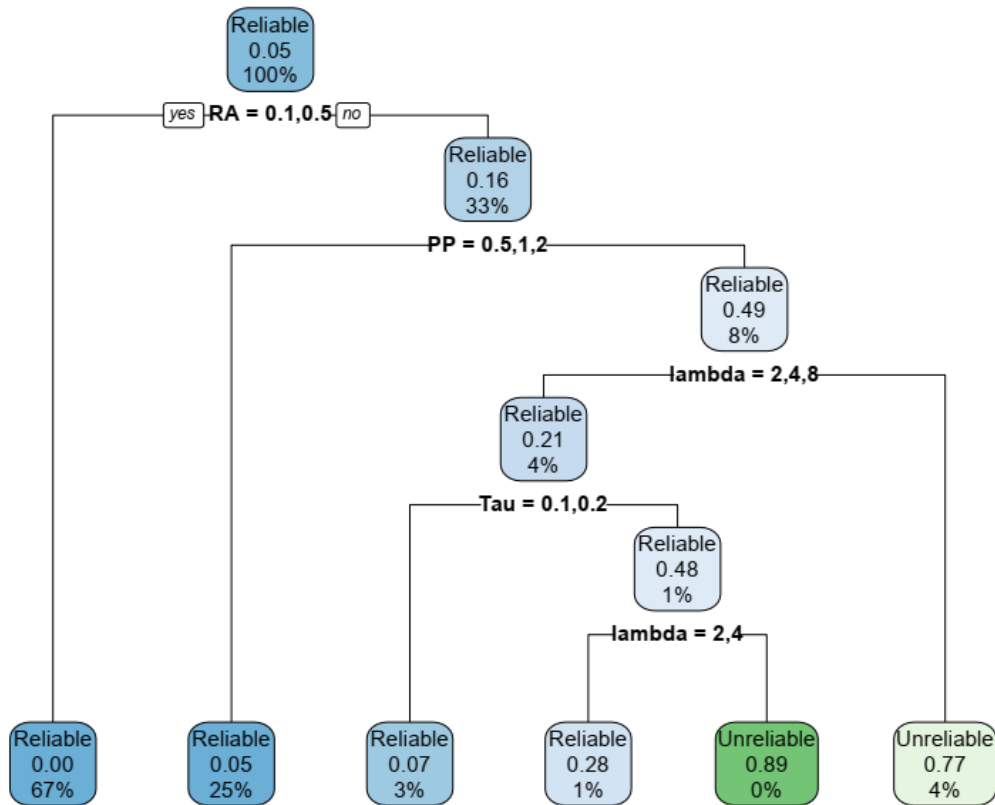 Reliable
0.05
100%
yes RA = 0.1,0.5 no
Reliable
0.16
33%
PP = 0.5,1,2
Reliable
0.49
8%
lambda = 2,4,8
Reliable
0.21
4%
Tau = 0.1,0.2
Reliable
0.48
1%
lambda = 2,4
Reliable
0.00
67%
Reliable
0.05
25%
Reliable
0.07
3%
Reliable
0.28
1%
Unreliable
0.89
0%
Unreliable
0.77
4%